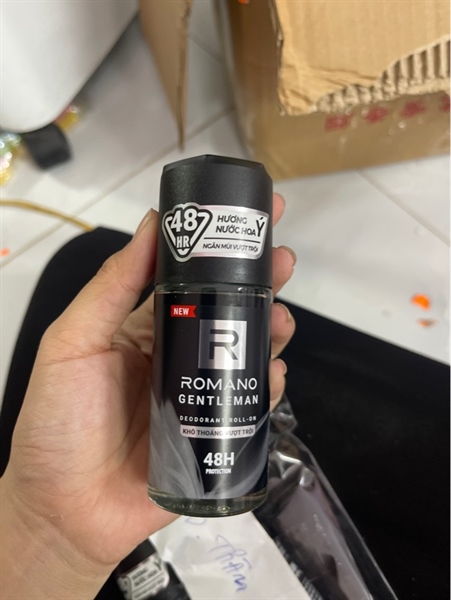 48
HR
HƯƠNG
NƯỚC HOA
Ý
NGĂN MÙI VƯỢT TRỘI
NEW
R
ROMANO
GENTLEMAN
DEODORANT ROLL-ON
KHÔ THOÁNG VƯỢT TRỘI
48H
PROTECTION